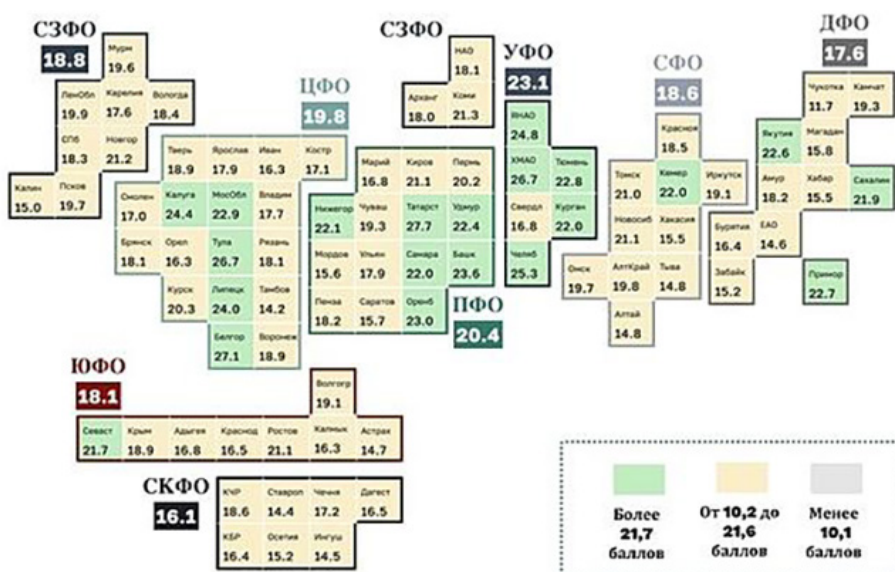 СЗФО
18.8
Мурм
19.6
ЛенОбл Карелия Вологда
19.9 17.6 18.4
СПб Новгор
18.3 21.2
Калин Псков
15.0 19.7
ЦФО
19.8
Тверь Ярослав Иван Костр
18.9 17.9 16.3 17.1
Смолен Калуга МосОбл Владим
17.0 24.4 22.9 17.7
Брянск Орел Тула Рязань
18.1 16.3 26.7 18.1
Курск Липецк Тамбов
20.3 24.0 14.2
Белгор Воронеж
27.1 18.9
СЗФО
НАО
18.1
Арханг Коми
18.0 21.3
Марий Киров Пермь
16.8 21.1 20.2
Нижегор Чуваш Татарст Удмур
22.1 19.3 27.7 22.4
Мордов Ульян Самара Башк
15.6 17.9 22.0 23.6
Пенза Саратов Оренб
18.2 15.7 23.0
ПФО
20.4
УФО
23.1
ЯНАО
24.8
ХМАО Тюмень
26.7 22.8
Свердл Курган
16.8 22.0
Челяб
25.3
СФО
18.6
Краснояр
18.5
Томск Кемер Иркутск
21.0 22.0 19.1
Новосиб Хакасия
21.1 15.5
Омск АлтКрай Тыва
19.7 19.8 14.8
Алтай
14.8
ДФО
17.6
Чукотка Камчат
11.7 19.3
Якутия Магадан
22.6 15.8
Амур Хабар Сахалин
18.2 15.5 21.9
Бурятия ЕАО
16.4 14.6
Забайк Примор
15.2 22.7
ЮФО
18.1
Волгогр
19.1
Севаст Крым Адыгея Краснод Ростов Калмык Астрах
21.7 18.9 16.8 16.5 21.1 16.3 14.7
СКФО
16.1
КЧР Ставроп Чечня Дагест
18.6 14.4 17.2 16.5
КБР Осетия Ингуш
16.4 15.2 14.5
Более
21,7
баллов
От 10,2 до
21,6
баллов
Менее
10,1
баллов